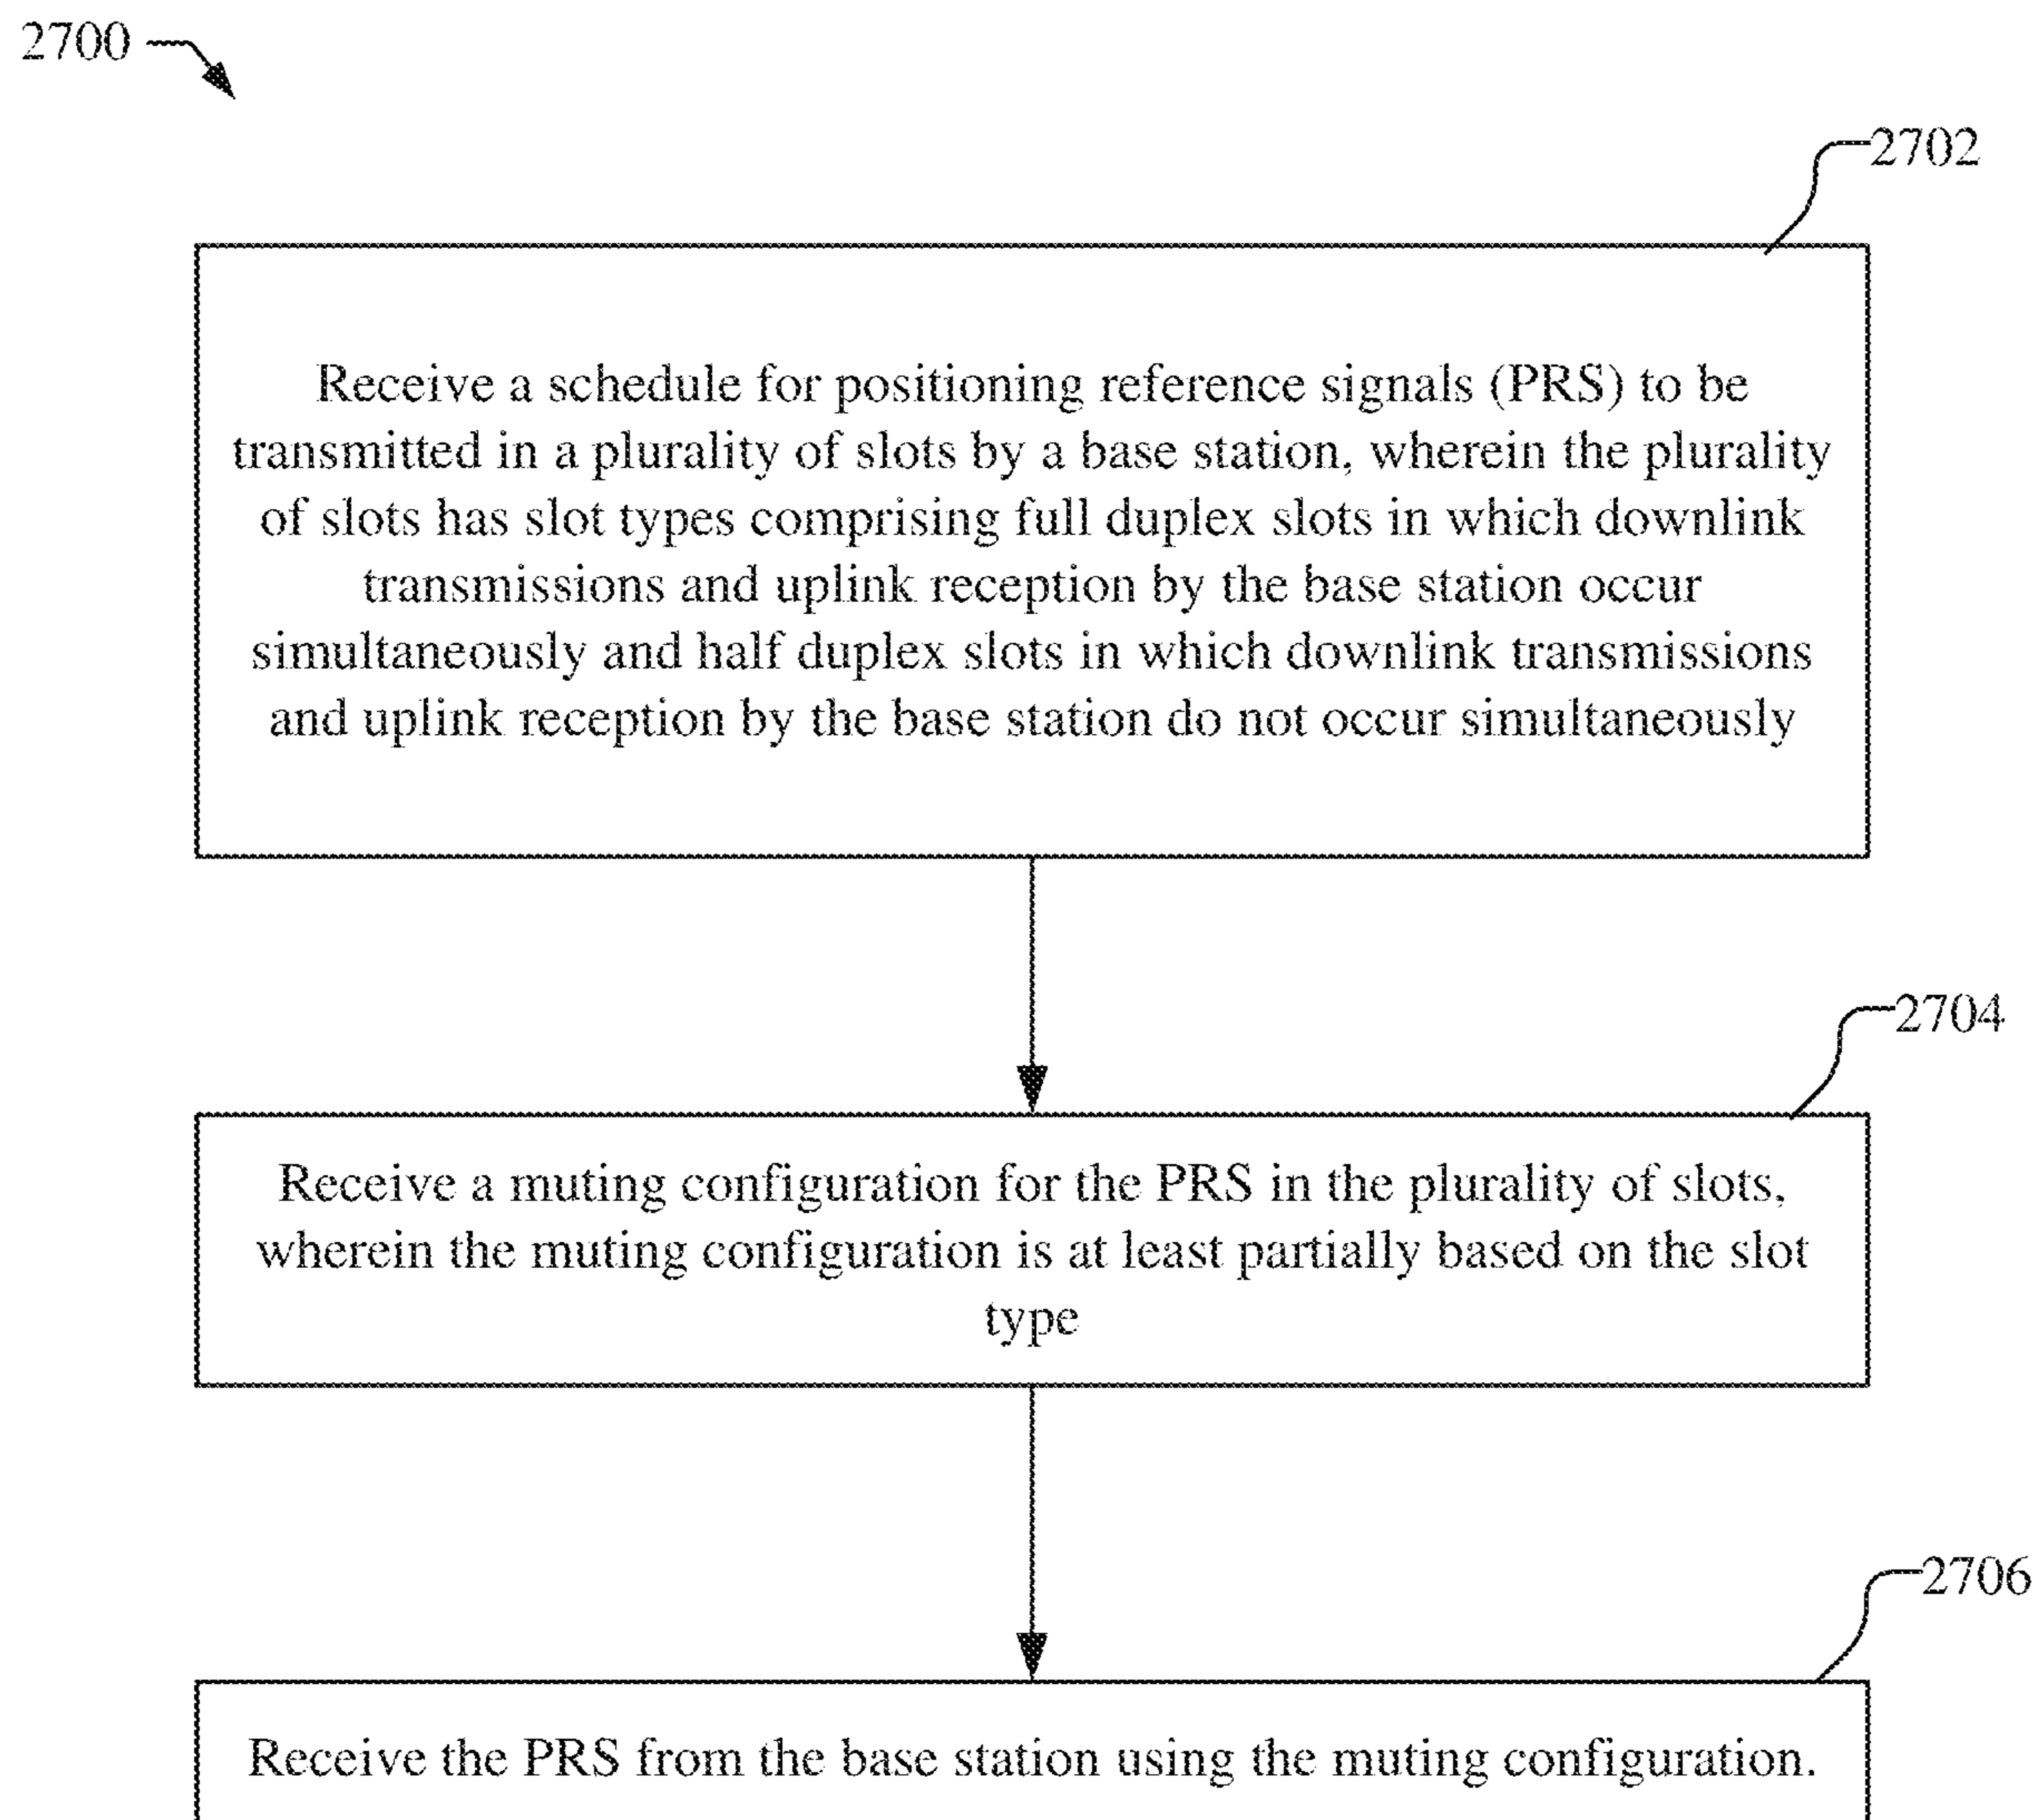 2700
2702
Receive a schedule for positioning reference signals (PRS) to be
transmitted in a plurality of slots by a base station, wherein the plurality
of slots has slot types comprising full duplex slots in which downlink
transmissions and uplink reception by the base station occur
simultaneously and half duplex slots in which downlink transmissions
and uplink reception by the base station do not occur simultaneously
2704
Receive a muting configuration for the PRS in the plurality of slots,
wherein the muting configuration is at least partially based on the slot
type
2706
Receive the PRS from the base station using the muting configuration.